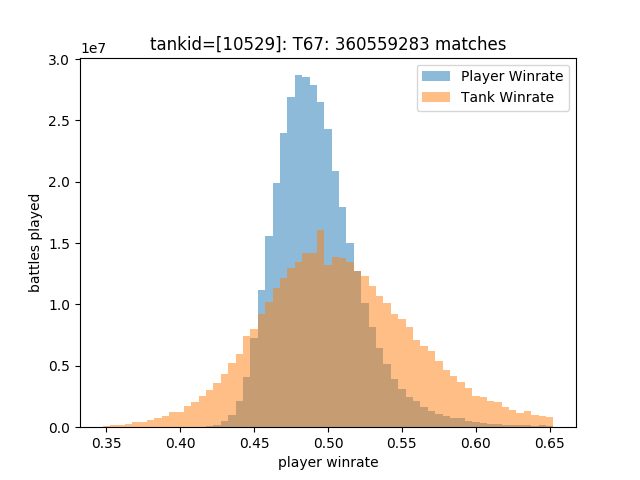 tankid=[10529]: T67: 360559283 matches
1e7
3.0
2.5
2.0
1.5
1.0
0.5
0.0
battles played
Player Winrate
Tank Winrate
0.35 0.40 0.45 0.50 0.55 0.60 0.65
player winrate